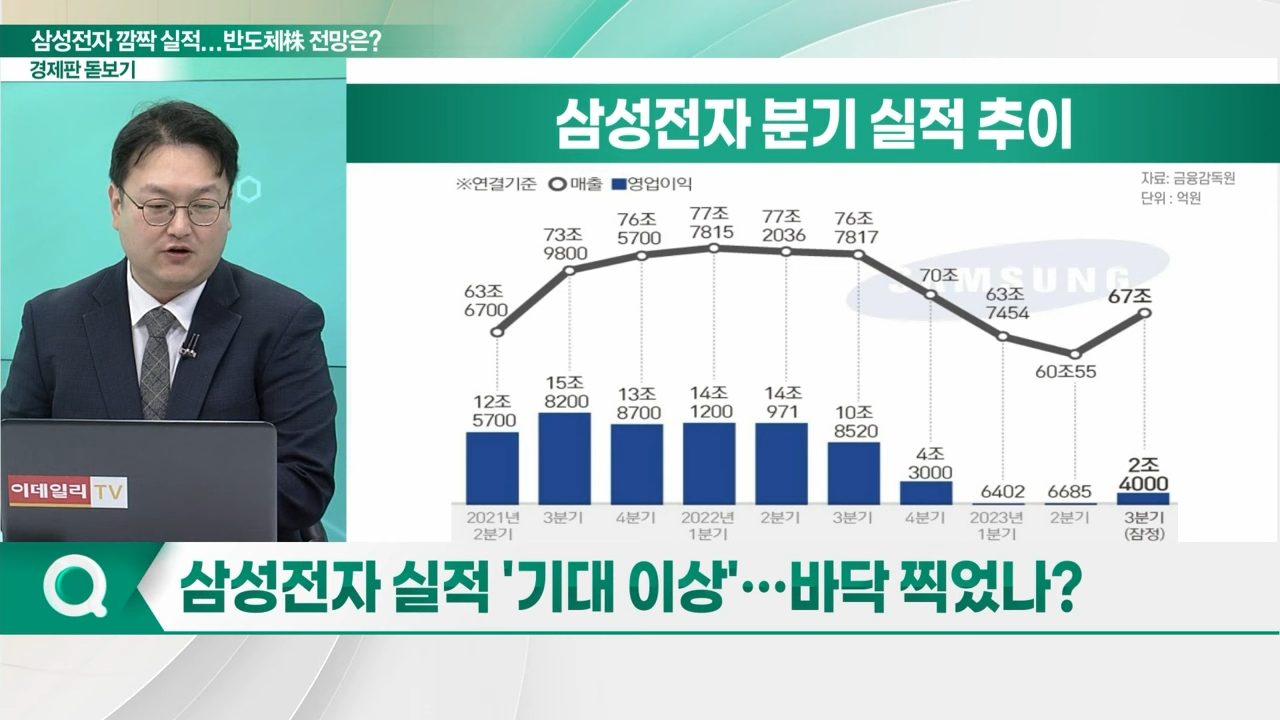 삼성전자 깜짝 실적...반도체株 전망은?
경제판 돋보기
삼성전자 분기 실적 추이
※연결기준 매출 영업이익
자료: 금융감독원
단위 : 억원
63조
6700
73조
9800
76조
5700
77조
7815
77조
2036
76조
7817
70조
63조
7454
60조55
67조
SAMSUNG
12조
5700
15조
8200
13조
8700
14조
1200
14조
971
10조
8520
4조
3000
6402
6685
2조
4000
2021년
2분기
3분기
4분기
2022년
1분기
2분기
3분기
4분기
2023년
1분기
2분기
3분기
(잠정)
이데일리 TV
삼성전자 실적 '기대 이상'…바닥 찍었나?